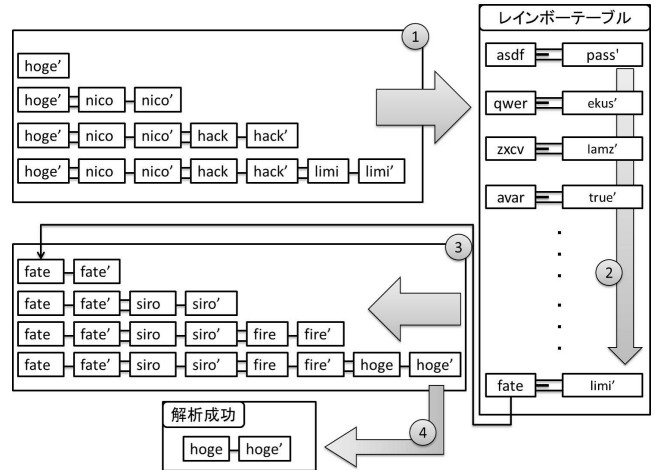 ①
hoge’
hoge’ nico nico’
hoge’ nico nico’ hack hack’
hoge’ nico nico’ hack hack’ limi limi’
レインボーテーブル
asdf pass'
qwer ekus’
zxcv lamz’
avar true’
②
fate limi’
③
fate fate’
fate fate’ siro siro’
fate fate’ siro siro’ fire fire’
fate fate’ siro siro’ fire fire’ hoge hoge’
④
解析成功
hoge hoge’